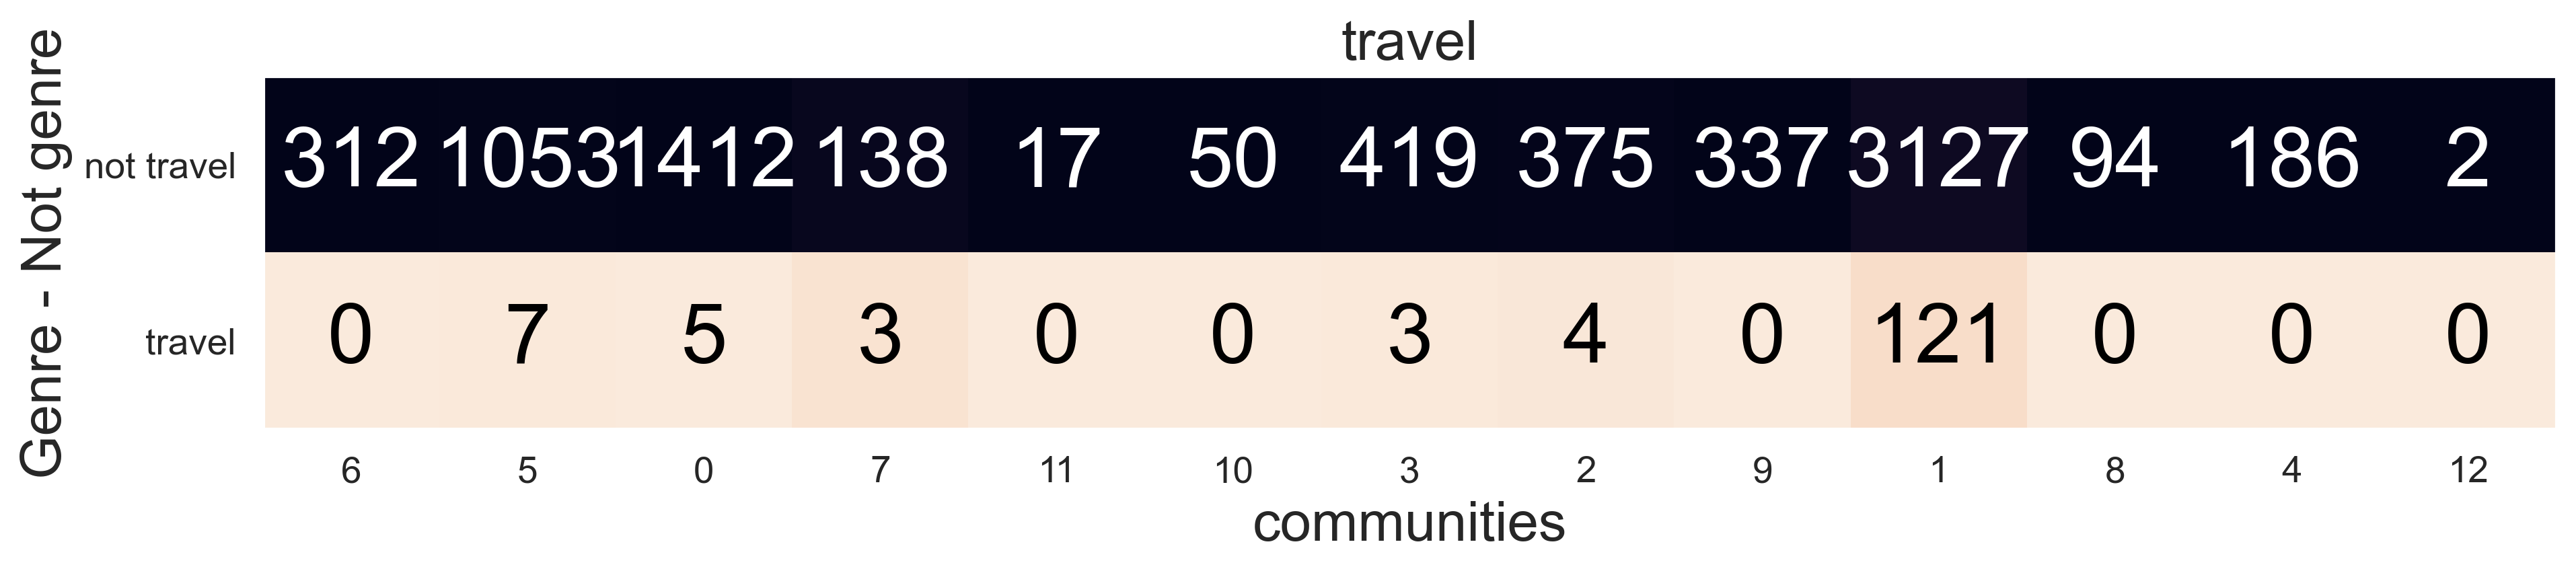 travel
Genre - Not genre
not travel 312 1053 1412 138 17 50 419 375 337 3127 94 186 2
travel 0 7 5 3 0 0 3 4 0 121 0 0 0
6 5 0 7 11 10 3 2 9 1 8 4 12
communities